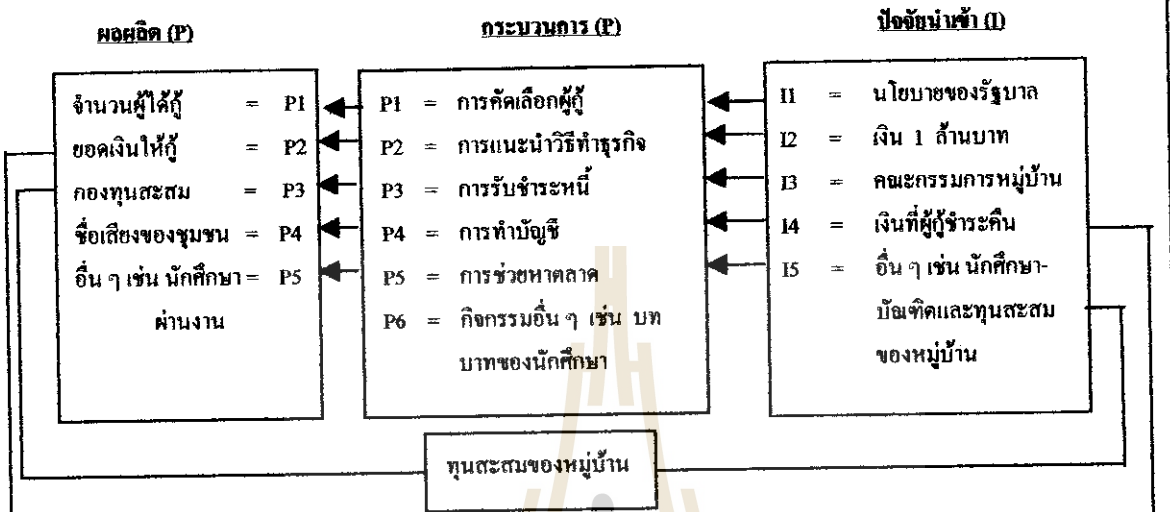 ผลผลิต (P)
กระบวนการ (P)
ปัจจัยนำเข้า (I)
จำนวนผู้ได้กู้ = P1
ยอดเงินให้กู้ = P2
กองทุนสะสม = P3
ชื่อเสียงของชุมชน = P4
อื่น ๆ เช่น นักศึกษา = P5
ผ่านงาน
P1 = การคัดเลือกผู้กู้
P2 = การแนะนำวิธีทำธุรกิจ
P3 = การรับชำระหนี้
P4 = การทำบัญชี
P5 = การช่วยหาตลาด
P6 = กิจกรรมอื่น ๆ เช่น บท
บาทของนักศึกษา
I1 = นโยบายของรัฐบาล
I2 = เงิน 1 ล้านบาท
I3 = คณะกรรมการหมู่บ้าน
I4 = เงินที่ผู้กู้ชำระคืน
I5 = อื่น ๆ เช่น นักศึกษา-
บัณฑิตและทุนสะสม
ของหมู่บ้าน
ทุนสะสมของหมู่บ้าน